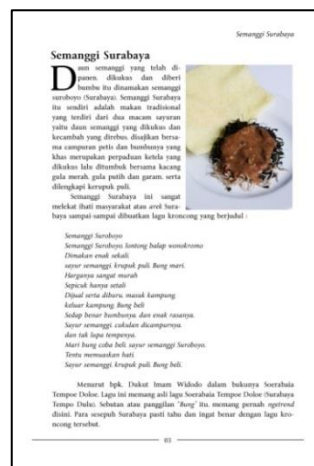 Semanggi Surabaya
Semanggi Surabaya
Daun semanggi yang telah di-
panen, dikukus dan diberi
bumbu itu dinamakan semanggi
suroboyo (Surabaya). Semanggi Surabaya
itu sendiri adalah makan tradisional
yang terdiri dari dua macam sayuran
yaitu daun semanggi yang dikukus dan
kecambah yang direbus, disajikan bersa-
ma campuran petis dan bumbunya yang
khas merupakan perpaduan ketela yang
dikukus lalu ditumbuk bersama kacang
gula merah, gula putih dan garam, serta
dilengkapi kerupuk puli.
Semanggi Surabaya ini sangat
melekat ihati masyarakat atau arek Sura-
baya sampai-sampai dibuatkan lagu kroncong yang berjudul :
Semanggi Suroboyo
Semanggi Suroboyo, lontong balap wonokromo
Dimakan enak sekali
sayur semanggi, krupuk puli. Bung mari.
Harganya sangat murah
Sepicuk hanya setali
Dijual serta diburu, masuk kampung
keluar kampung. Bung beli
Sedap benar bumbunya, dan enak rasanya.
Sayur semanggi, cukulan dicampurnya,
dan tak lupa tempenya.
Mari bung coba beli, sayur semanggi Suroboyo.
Tentu memuaskan hati.
Sayur semanggi, krupuk puli. Bung beli.
Menurut bpk. Dukut Imam Widodo dalam bukunya Soerabaia
Tempoe Doloe. Lagu ini memang asli lagu Soerabaia Tempoe Doloe (Surabaya
Tempo Dulu). Sebutan atau panggilan "Bung" itu, memang pernah ngetrend
disini. Para sesepuh Surabaya pasti tahu dan ingat benar dengan lagu kro-
ncong tersebut.
03